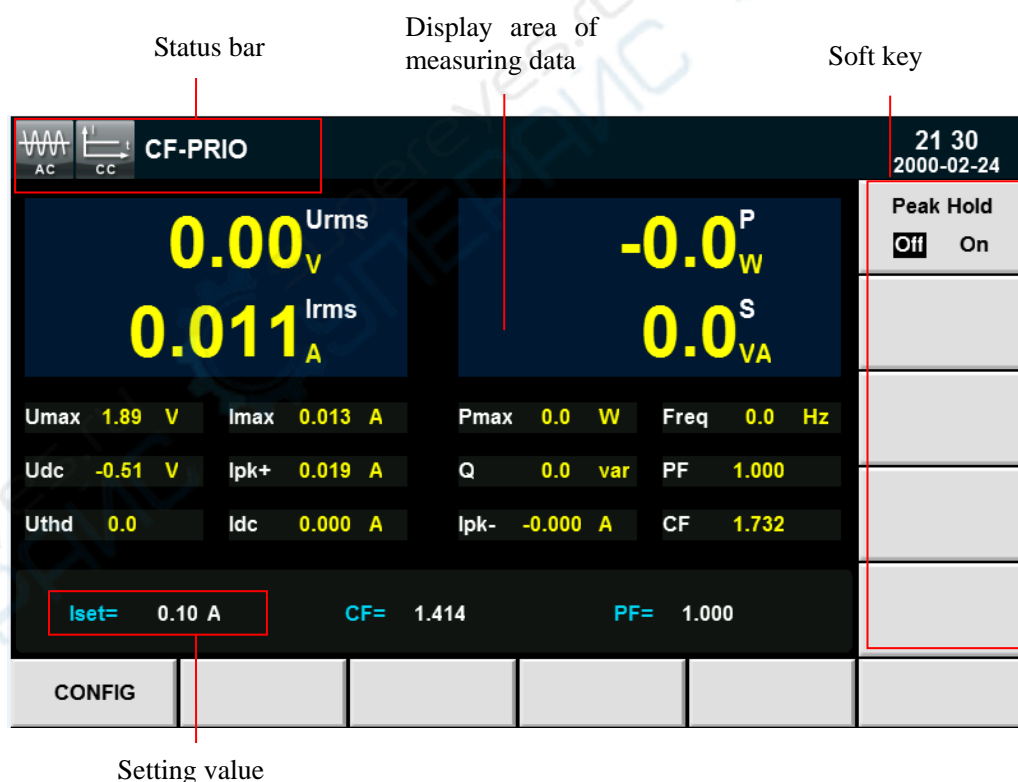 Status bar
Display area of
measuring data
Soft key
AC
CC
CF-PRIO
21 30
2000-02-24
0.00 Urms V
-0.0 P W
0.011 Irms A
0.0 S VA
Peak Hold
Off On
Umax 1.89 V Imax 0.013 A Pmax 0.0 W Freq 0.0 Hz
Udc -0.51 V Ipk+ 0.019 A Q 0.0 var PF 1.000
Uthd 0.0 Idc 0.000 A Ipk- -0.000 A CF 1.732
Iset= 0.10 A CF= 1.414 PF= 1.000
CONFIG
Setting value